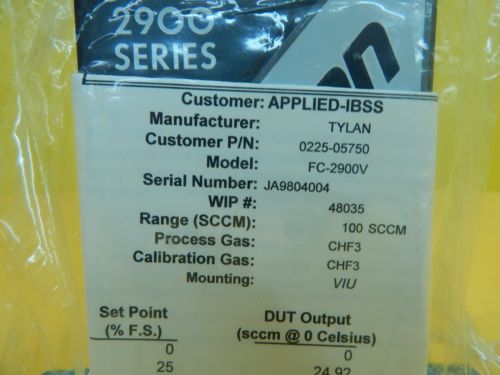 2900
SERIES
Customer: APPLIED-IBSS
Manufacturer: TYLAN
Customer P/N: 0225-05750
Model: FC-2900V
Serial Number: JA9804004
WIP #: 48035
Range (SCCM): 100 SCCM
Process Gas: CHF3
Calibration Gas: CHF3
Mounting: VIU
Set Point DUT Output
(% F.S.) (sccm @ 0 Celsius)
0 0
25 24.92